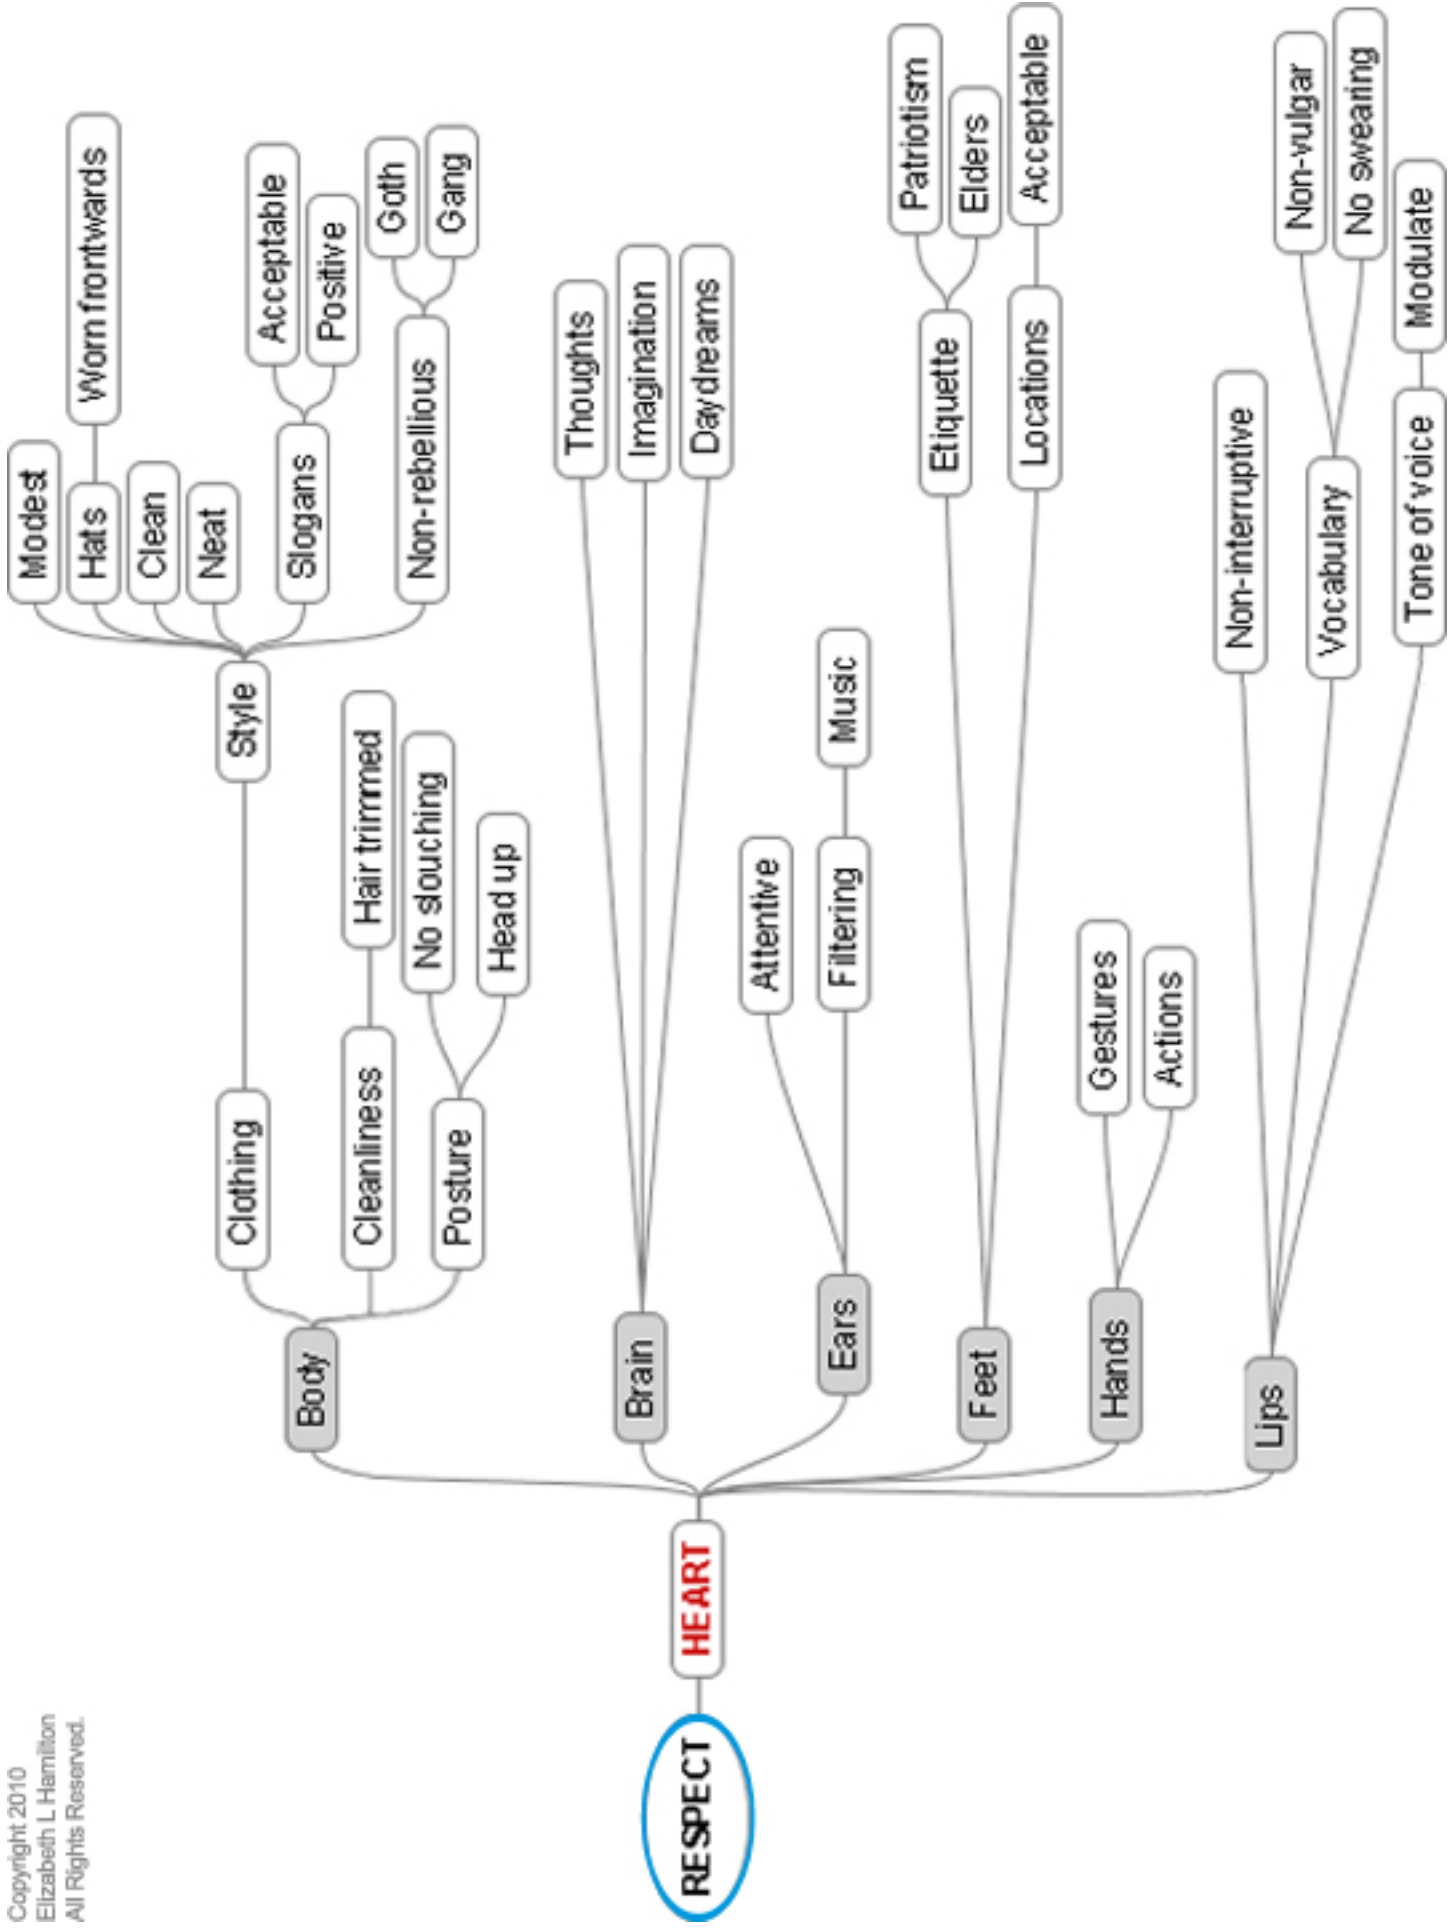 Copyright 2010
Elizabeth L Hamilton
All Rights Reserved.
RESPECT
HEART
Body
Clothing
Style
Modest
Hats
Worn frontwards
Clean
Neat
Slogans
Acceptable
Positive
Non-rebellious
Goth
Gang
Cleanliness
Hair trimmed
Posture
No slouching
Head up
Brain
Thoughts
Imagination
Daydreams
Ears
Attentive
Filtering
Music
Feet
Etiquette
Patriotism
Elders
Locations
Acceptable
Hands
Gestures
Actions
Lips
Non-interruptive
Vocabulary
Non-vulgar
No swearing
Tone of voice
Modulate